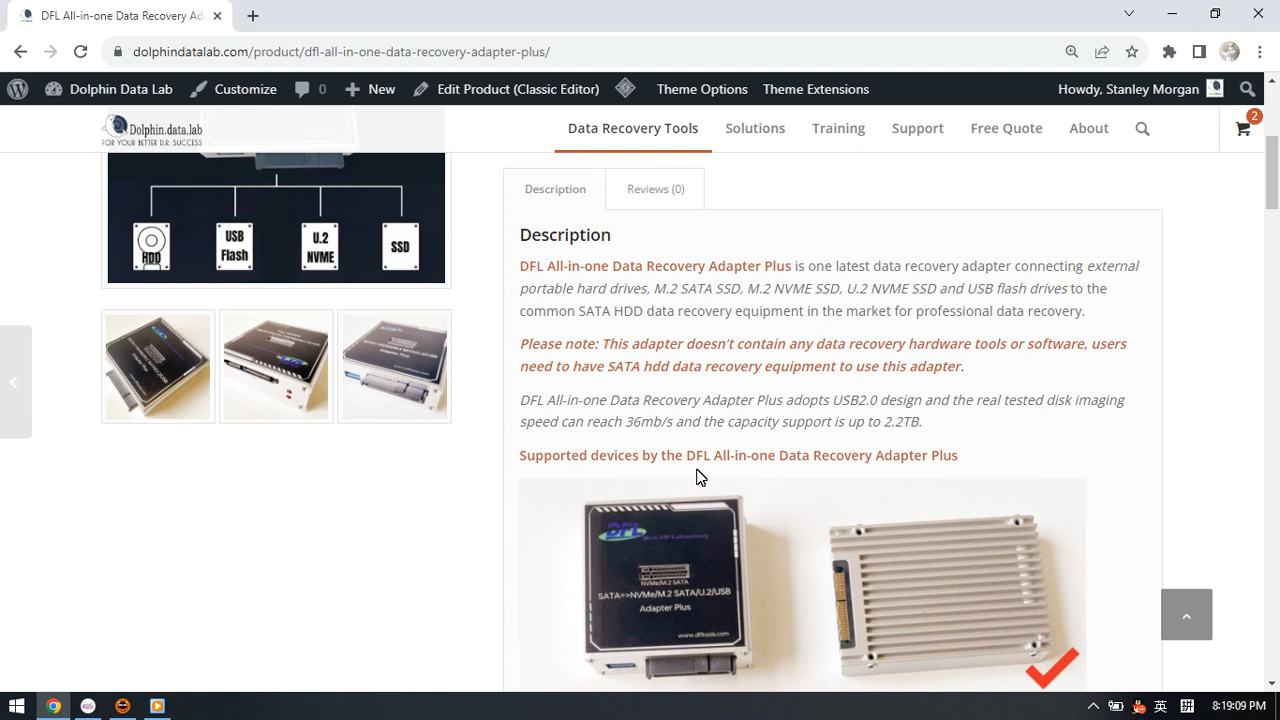 DFL All-in-one Data Recovery Ad
dolphindatalab.com/product/dfl-all-in-one-data-recovery-adapter-plus/
Dolphin Data Lab Customize 0 New Edit Product (Classic Editor) Theme Options Theme Extensions Howdy, Stanley Morgan
Dolphin.data.lab
FOR YOUR BETTER D.R. SUCCESS
Data Recovery Tools Solutions Training Support Free Quote About 2
HDD USB Flash U.2 NVME SSD
Description Reviews (0)
Description
DFL All-in-one Data Recovery Adapter Plus is one latest data recovery adapter connecting external
portable hard drives, M.2 SATA SSD, M.2 NVME SSD, U.2 NVME SSD and USB flash drives to the
common SATA HDD data recovery equipment in the market for professional data recovery.
Please note: This adapter doesn't contain any data recovery hardware tools or software, users
need to have SATA hdd data recovery equipment to use this adapter.
DFL All-in-one Data Recovery Adapter Plus adopts USB2.0 design and the real tested disk imaging
speed can reach 36mb/s and the capacity support is up to 2.2TB.
Supported devices by the DFL All-in-one Data Recovery Adapter Plus
DFL
NVMe/M.2 SATA
SATA=>NVMe/M.2 SATA/U.2/USB
Adapter Plus
www.dfltools.com
英 拼 8:19:09 PM